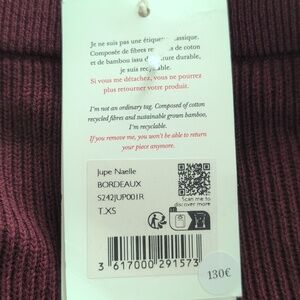 Je ne suis pas une étiquette classique.
Composée de fibres de coton
et de bambou issu de culture durable,
je suis recyclable.
Si vous me détachez, vous ne pourrez
plus retourner votre produit.
I'm not an ordinary tag. Composed of cotton
recycled fibres and sustainable grown bamboo,
I'm recyclable.
If you remove me, you won't be able to return
your piece anymore.
Jupe Naelle
BORDEAUX
S242JUP001R
T.XS
Scan me to
discover more
3 617000 291573
130€